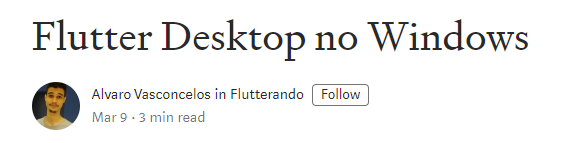 Flutter Desktop no Windows
Alvaro Vasconcelos in Flutterando Follow
Mar 9 · 3 min read